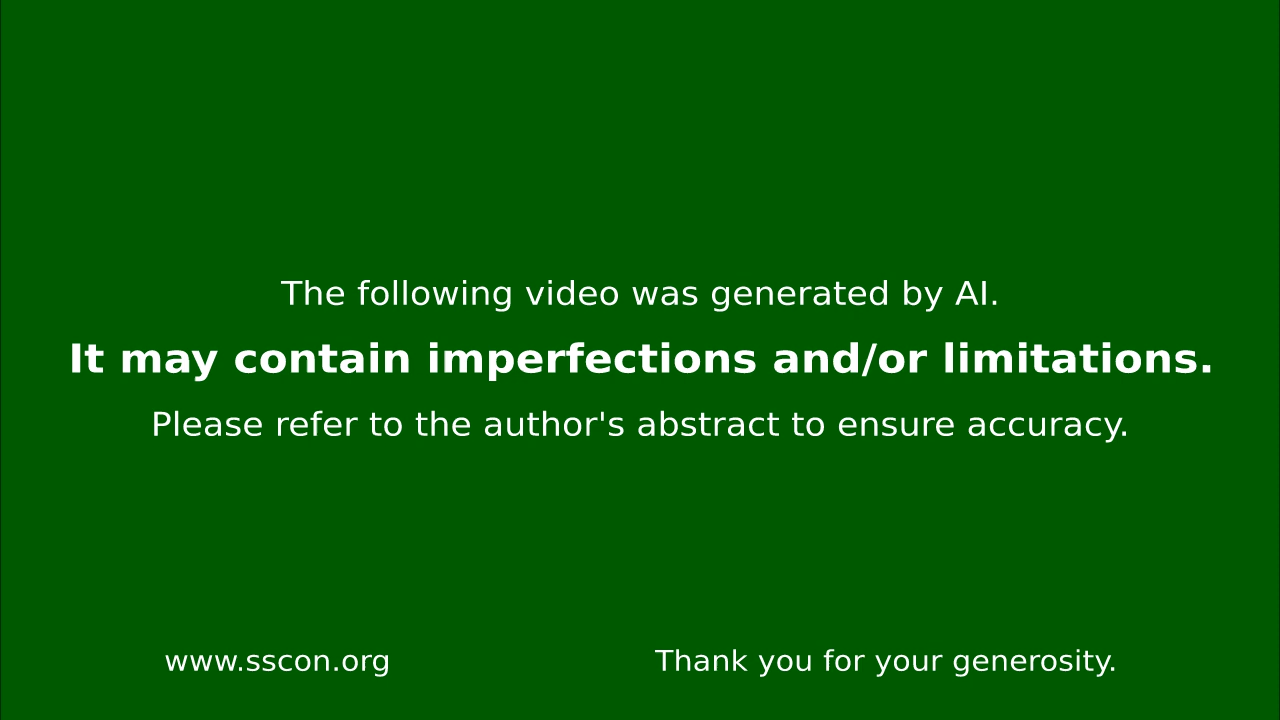 The following video was generated by AI.
It may contain imperfections and/or limitations.
Please refer to the author's abstract to ensure accuracy.
www.sscon.org
Thank you for your generosity.